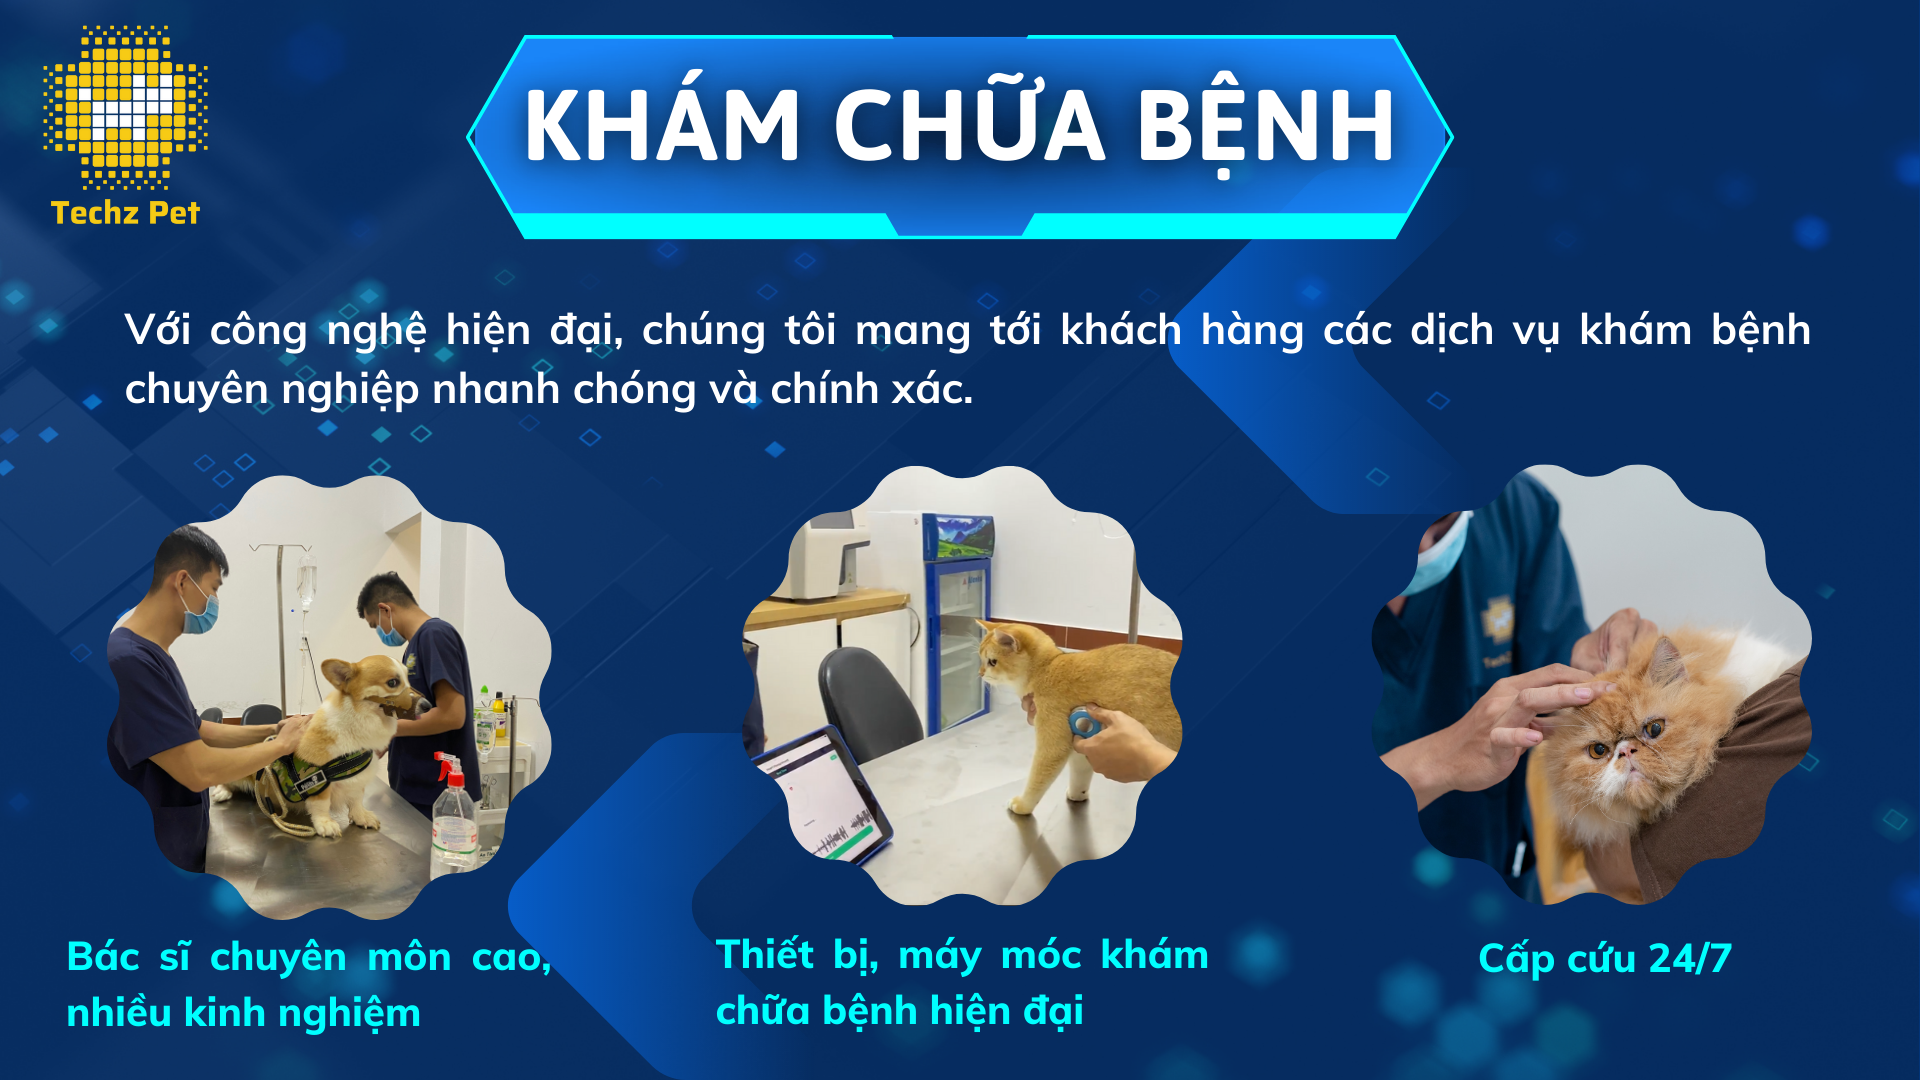 Techz Pet
KHÁM CHỮA BỆNH
Với công nghệ hiện đại, chúng tôi mang tới khách hàng các dịch vụ khám bệnh
chuyên nghiệp nhanh chóng và chính xác.
Bác sĩ chuyên môn cao,
nhiều kinh nghiệm
Thiết bị, máy móc khám
chữa bệnh hiện đại
Cấp cứu 24/7